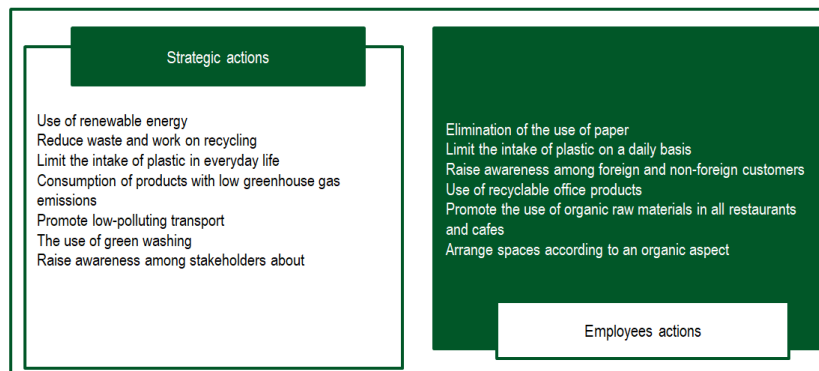 Strategic actions
Use of renewable energy
Reduce waste and work on recycling
Limit the intake of plastic in everyday life
Consumption of products with low greenhouse gas
emissions
Promote low-polluting transport
The use of green washing
Raise awareness among stakeholders about
Elimination of the use of paper
Limit the intake of plastic on a daily basis
Raise awareness among foreign and non-foreign customers
Use of recyclable office products
Promote the use of organic raw materials in all restaurants
and cafes
Arrange spaces according to an organic aspect
Employees actions